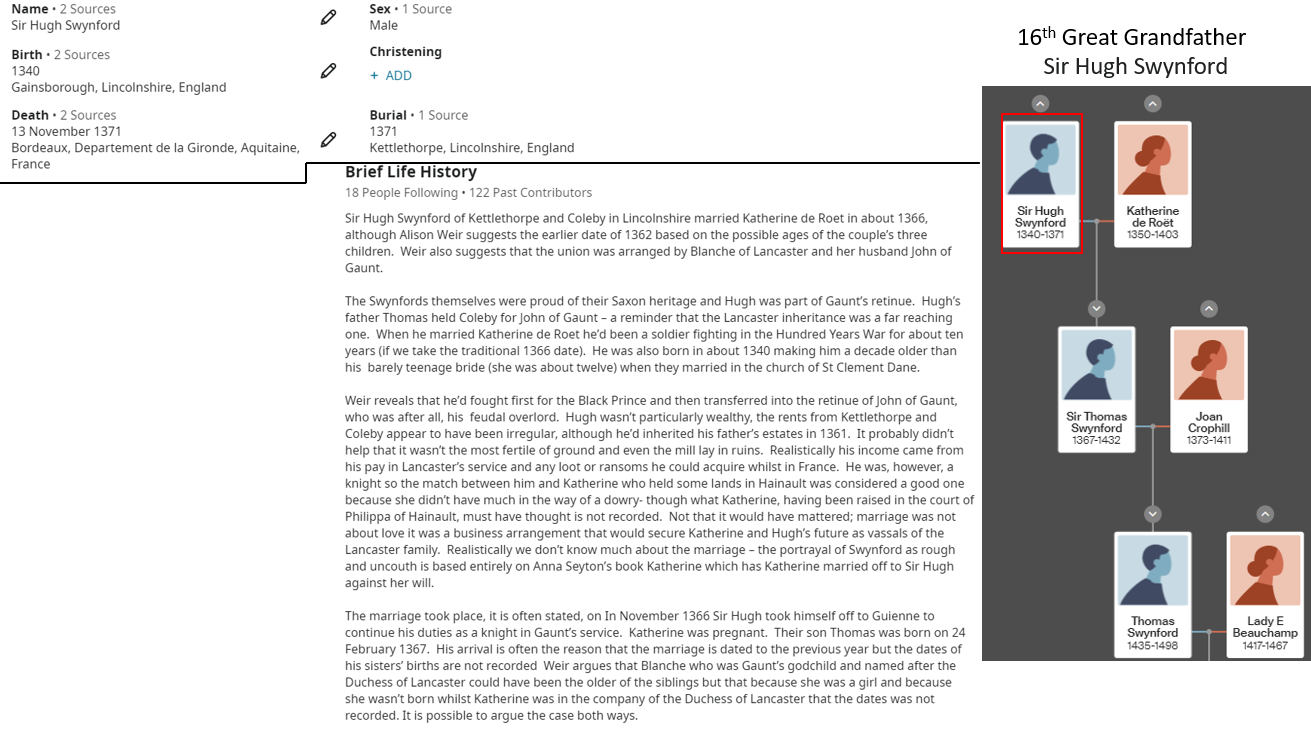 Name • 2 Sources
Sir Hugh Swynford
Sex • 1 Source
Male
Birth • 2 Sources
1340
Gainsborough, Lincolnshire, England
Christening
+ ADD
Death • 2 Sources
13 November 1371
Bordeaux, Departement de la Gironde, Aquitaine,
France
Burial • 1 Source
1371
Kettlethorpe, Lincolnshire, England
Brief Life History
18 People Following • 122 Past Contributors
Sir Hugh Swynford of Kettlethorpe and Coleby in Lincolnshire married Katherine de Roet in about 1366,
although Alison Weir suggests the earlier date of 1362 based on the possible ages of the couple's three
children.  Weir also suggests that the union was arranged by Blanche of Lancaster and her husband John of
Gaunt.
The Swynfords themselves were proud of their Saxon heritage and Hugh was part of Gaunt's retinue.  Hugh's
father Thomas held Coleby for John of Gaunt – a reminder that the Lancaster inheritance was a far reaching
one.  When he married Katherine de Roet he'd been a soldier fighting in the Hundred Years War for about ten
years (if we take the traditional 1366 date).  He was also born in about 1340 making him a decade older than
his  barely teenage bride (she was about twelve) when they married in the church of St Clement Dane.
Weir reveals that he'd fought first for the Black Prince and then transferred into the retinue of John of Gaunt,
who was after all, his  feudal overlord.  Hugh wasn't particularly wealthy, the rents from Kettlethorpe and
Coleby appear to have been irregular, although he'd inherited his father's estates in 1361.  It probably didn't
help that it wasn't the most fertile of ground and even the mill lay in ruins.  Realistically his income came from
his pay in Lancaster's service and any loot or ransoms he could acquire whilst in France.  He was, however, a
knight so the match between him and Katherine who held some lands in Hainault was considered a good one
because she didn't have much in the way of a dowry- though what Katherine, having been raised in the court of
Philippa of Hainault, must have thought is not recorded.  Not that it would have mattered; marriage was not
about love it was a business arrangement that would secure Katherine and Hugh's future as vassals of the
Lancaster family.  Realistically we don't know much about the marriage – the portrayal of Swynford as rough
and uncouth is based entirely on Anna Seyton's book Katherine which has Katherine married off to Sir Hugh
against her will.
The marriage took place, it is often stated, on In November 1366 Sir Hugh took himself off to Guienne to
continue his duties as a knight in Gaunt's service.  Katherine was pregnant.  Their son Thomas was born on 24
February 1367.  His arrival is often the reason that the marriage is dated to the previous year but the dates of
his sisters' births are not recorded  Weir argues that Blanche who was Gaunt's godchild and named after the
Duchess of Lancaster could have been the older of the siblings but that because she was a girl and because
she wasn't born whilst Katherine was in the company of the Duchess of Lancaster that the dates was not
recorded. It is possible to argue the case both ways.
16th Great Grandfather
Sir Hugh Swynford
Sir Hugh
Swynford
1340-1371
Katherine
de Roët
1350-1403
Sir Thomas
Swynford
1367-1432
Joan
Crophill
1373-1411
Thomas
Swynford
1435-1498
Lady E
Beauchamp
1417-1467